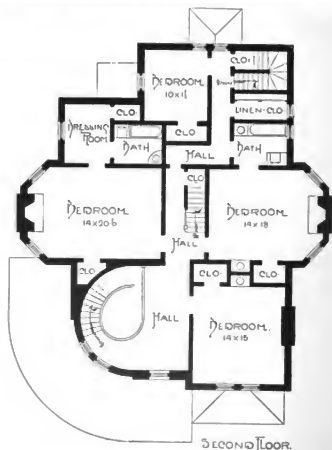 CLO.
DOWN
BEDROOM
10x11
CLO.
LINEN-CLO
DRESSING
ROOM
BATH
CLO.
HALL
BATH
CLO
BEDROOM
14x20-6
BEDROOM
14x18
HALL
CLO
CLO.
CLO.
HALL
BEDROOM.
14x15
SECOND FLOOR.